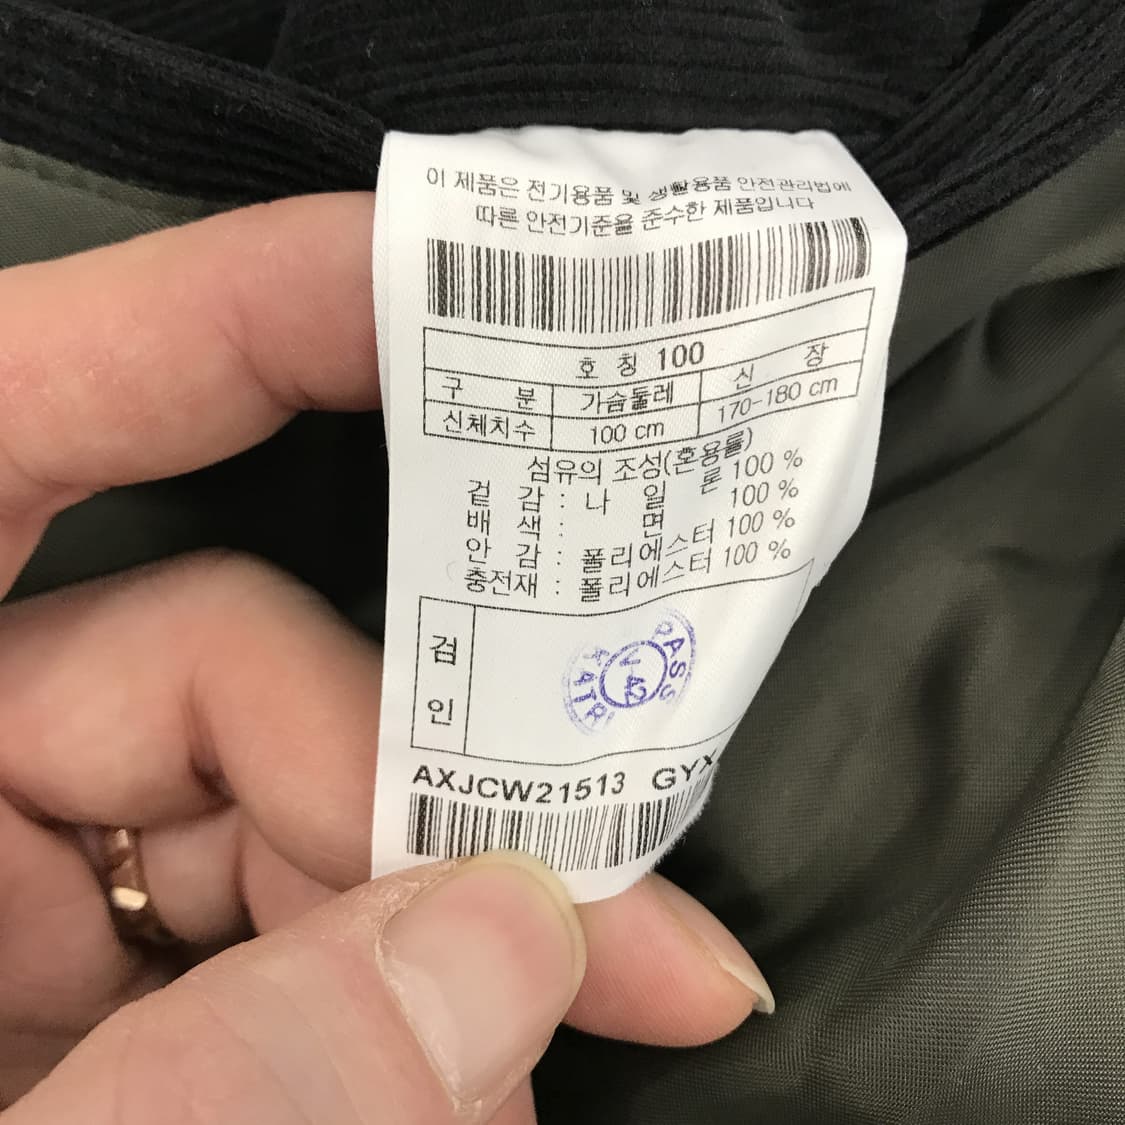 이 제품은 전기용품 및 생활용품 안전관리법에
따른 안전기준을 준수한 제품입니다
호 칭 100
구 분 가슴둘레 신 장
신체치수 100 cm 170-180 cm
섬유의 조성(혼용률)
겉 감 : 나 일 론 100 %
배 색 : 면 100 %
안 감 : 폴리에스터 100 %
충전재 : 폴리에스터 100 %
검
인
V-42
AXJCW21513 GYX